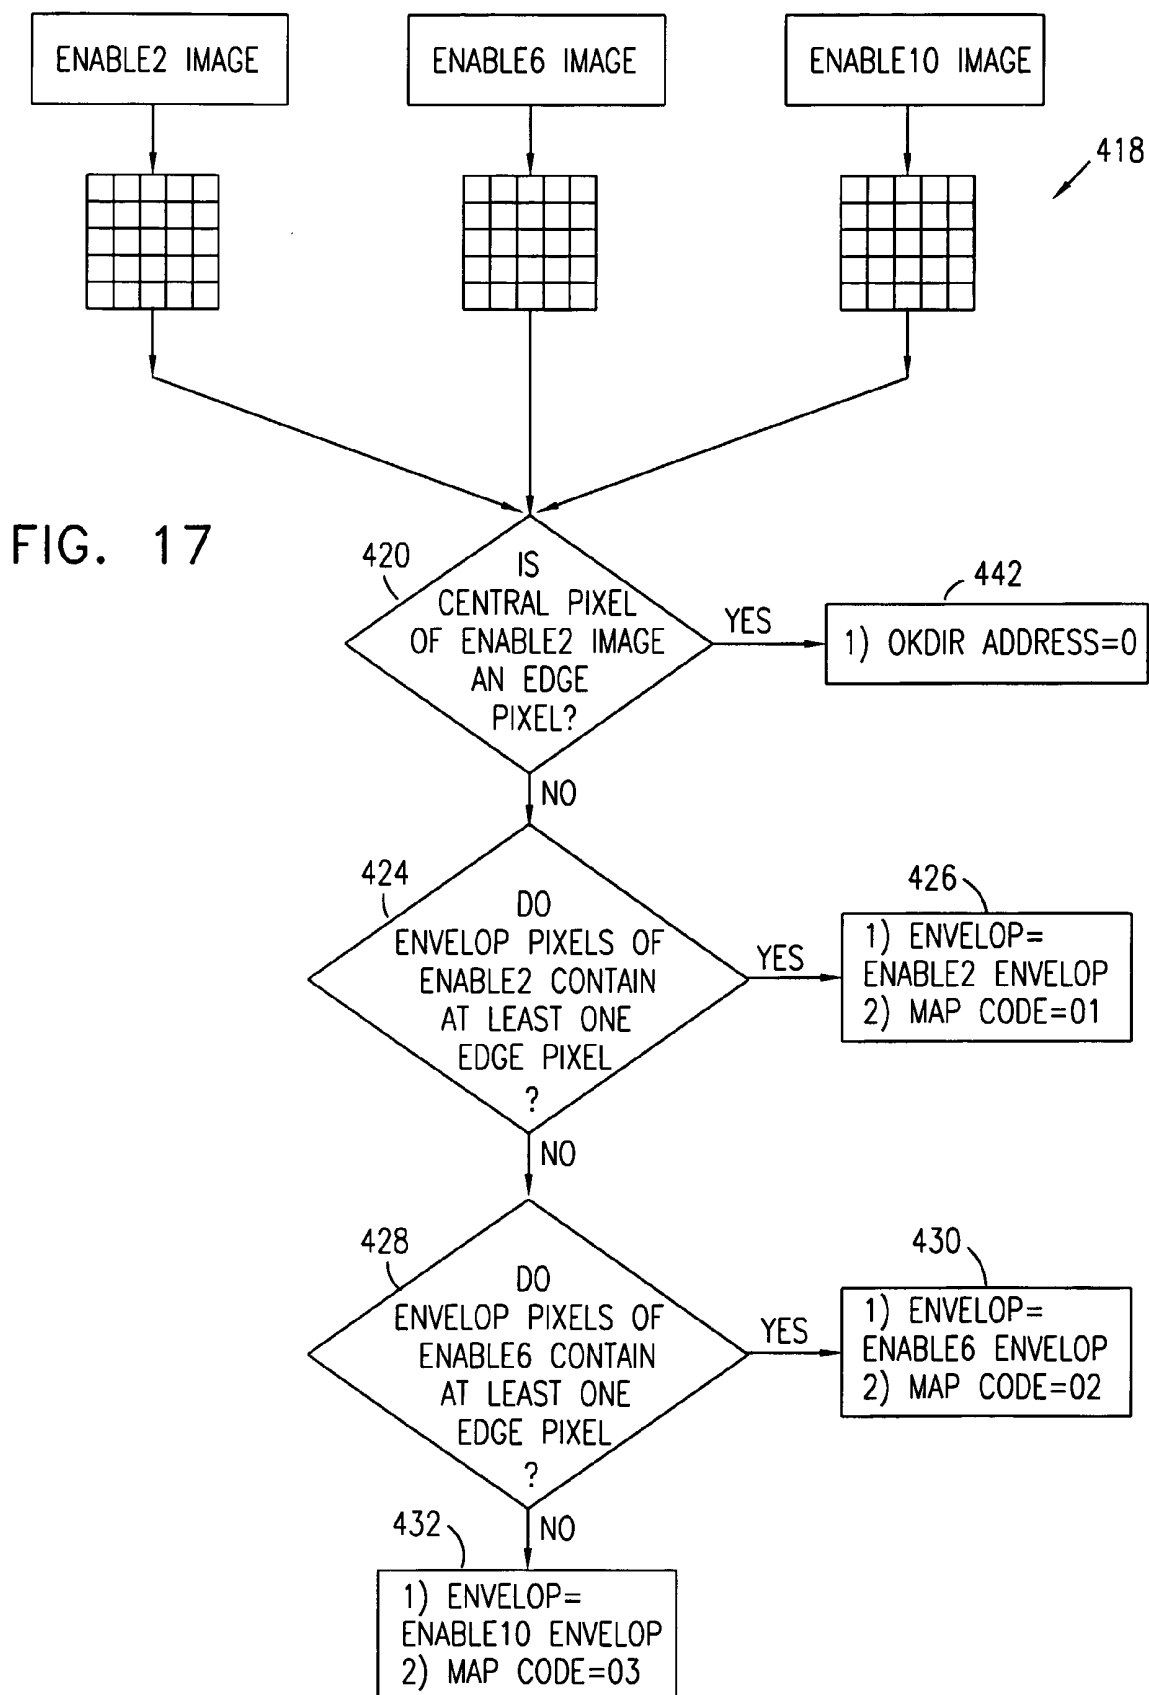 ENABLE2 IMAGE
ENABLE6 IMAGE
ENABLE10 IMAGE
418
FIG. 17
420
IS
CENTRAL PIXEL
OF ENABLE2 IMAGE
AN EDGE
PIXEL?
YES
442
1) OKDIR ADDRESS=0
NO
424
DO
ENVELOP PIXELS OF
ENABLE2 CONTAIN
AT LEAST ONE
EDGE PIXEL
?
YES
426
1) ENVELOP=
ENABLE2 ENVELOP
2) MAP CODE=01
NO
428
DO
ENVELOP PIXELS OF
ENABLE6 CONTAIN
AT LEAST ONE
EDGE PIXEL
?
YES
430
1) ENVELOP=
ENABLE6 ENVELOP
2) MAP CODE=02
NO
432
1) ENVELOP=
ENABLE10 ENVELOP
2) MAP CODE=03